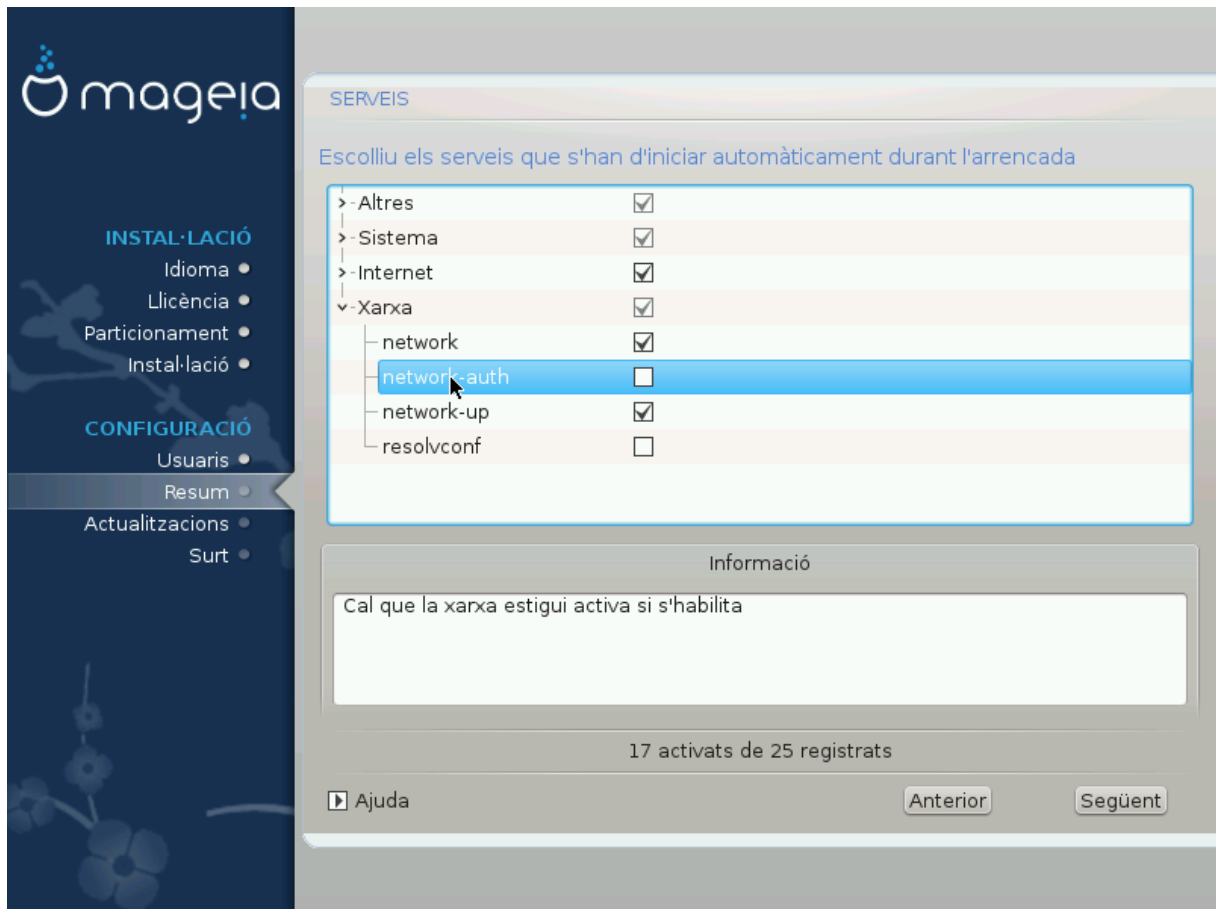 mageia
INSTAL·LACIÓ
Idioma
Llicència
Particionament
Instal·lació
CONFIGURACIÓ
Usuaris
Resum
Actualitzacions
Surt
SERVEIS
Escolliu els serveis que s'han d'iniciar automàticament durant l'arrencada
Altres
Sistema
Internet
Xarxa
network
network-auth
network-up
resolvconf
Informació
Cal que la xarxa estigui activa si s'habilita
17 activats de 25 registrats
Ajuda
Anterior
Següent